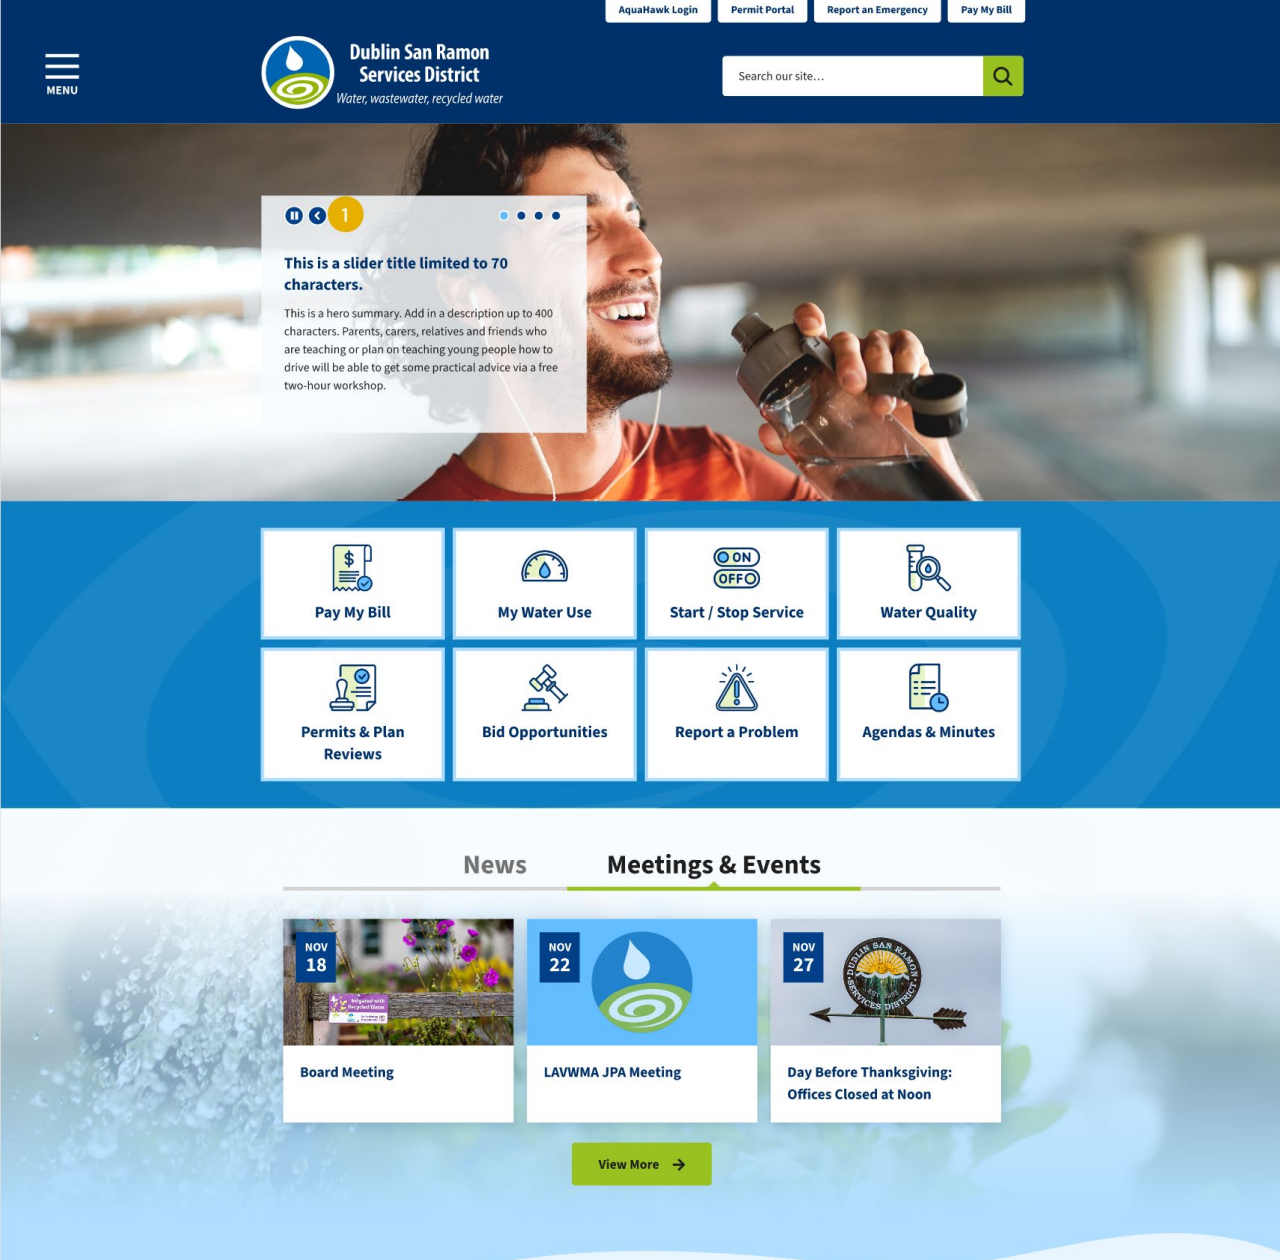 AquaHawk Login
Permit Portal
Report an Emergency
Pay My Bill
MENU
Dublin San Ramon
Services District
Water, wastewater, recycled water
Search our site...
1
This is a slider title limited to 70
characters.
This is a hero summary. Add in a description up to 400
characters. Parents, carers, relatives and friends who
are teaching or plan on teaching young people how to
drive will be able to get some practical advice via a free
two-hour workshop.
$
ON
OFF
Pay My Bill
My Water Use
Start / Stop Service
Water Quality
Permits & Plan
Reviews
Bid Opportunities
Report a Problem
Agendas & Minutes
News
Meetings & Events
NOV
18
Irrigated with
Recycled Water
NOV
22
NOV
27
DUBLIN SAN RAMON
SERVICES DISTRICT
Board Meeting
LAVWMA JPA Meeting
Day Before Thanksgiving:
Offices Closed at Noon
View More